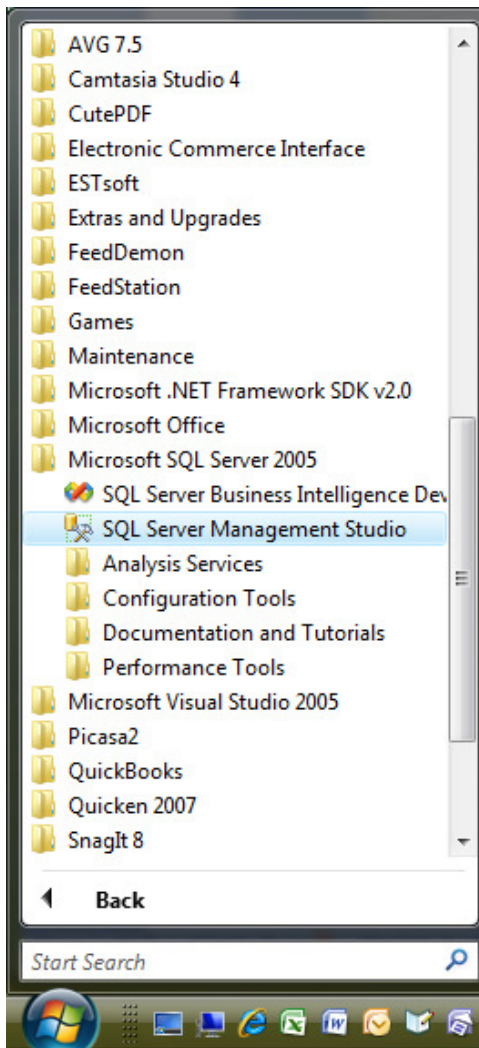 AVG 7.5
Camtasia Studio 4
CutePDF
Electronic Commerce Interface
ESTsoft
Extras and Upgrades
FeedDemon
FeedStation
Games
Maintenance
Microsoft .NET Framework SDK v2.0
Microsoft Office
Microsoft SQL Server 2005
SQL Server Business Intelligence Dev
SQL Server Management Studio
Analysis Services
Configuration Tools
Documentation and Tutorials
Performance Tools
Microsoft Visual Studio 2005
Picasa2
QuickBooks
Quicken 2007
SnagIt 8
Back
Start Search